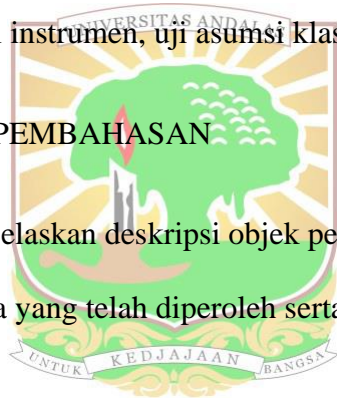 instrumen, uji asumsi klas
UNIVERSITAS ANDALAS
PEMBAHASAN
elaskan deskripsi objek pe
a yang telah diperoleh serta
UNTUK KEDJAJAAN BANGSA